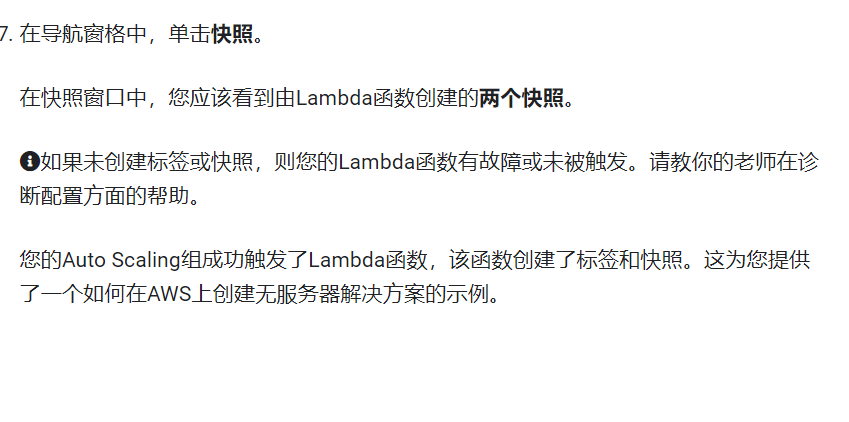 7. 在导航窗格中，单击快照。
在快照窗口中，您应该看到由Lambda函数创建的两个快照。
如果未创建标签或快照，则您的Lambda函数有故障或未被触发。请教你的老师在诊
断配置方面的帮助。
您的Auto Scaling组成功触发了Lambda函数，该函数创建了标签和快照。这为您提供
了一个如何在AWS上创建无服务器解决方案的示例。